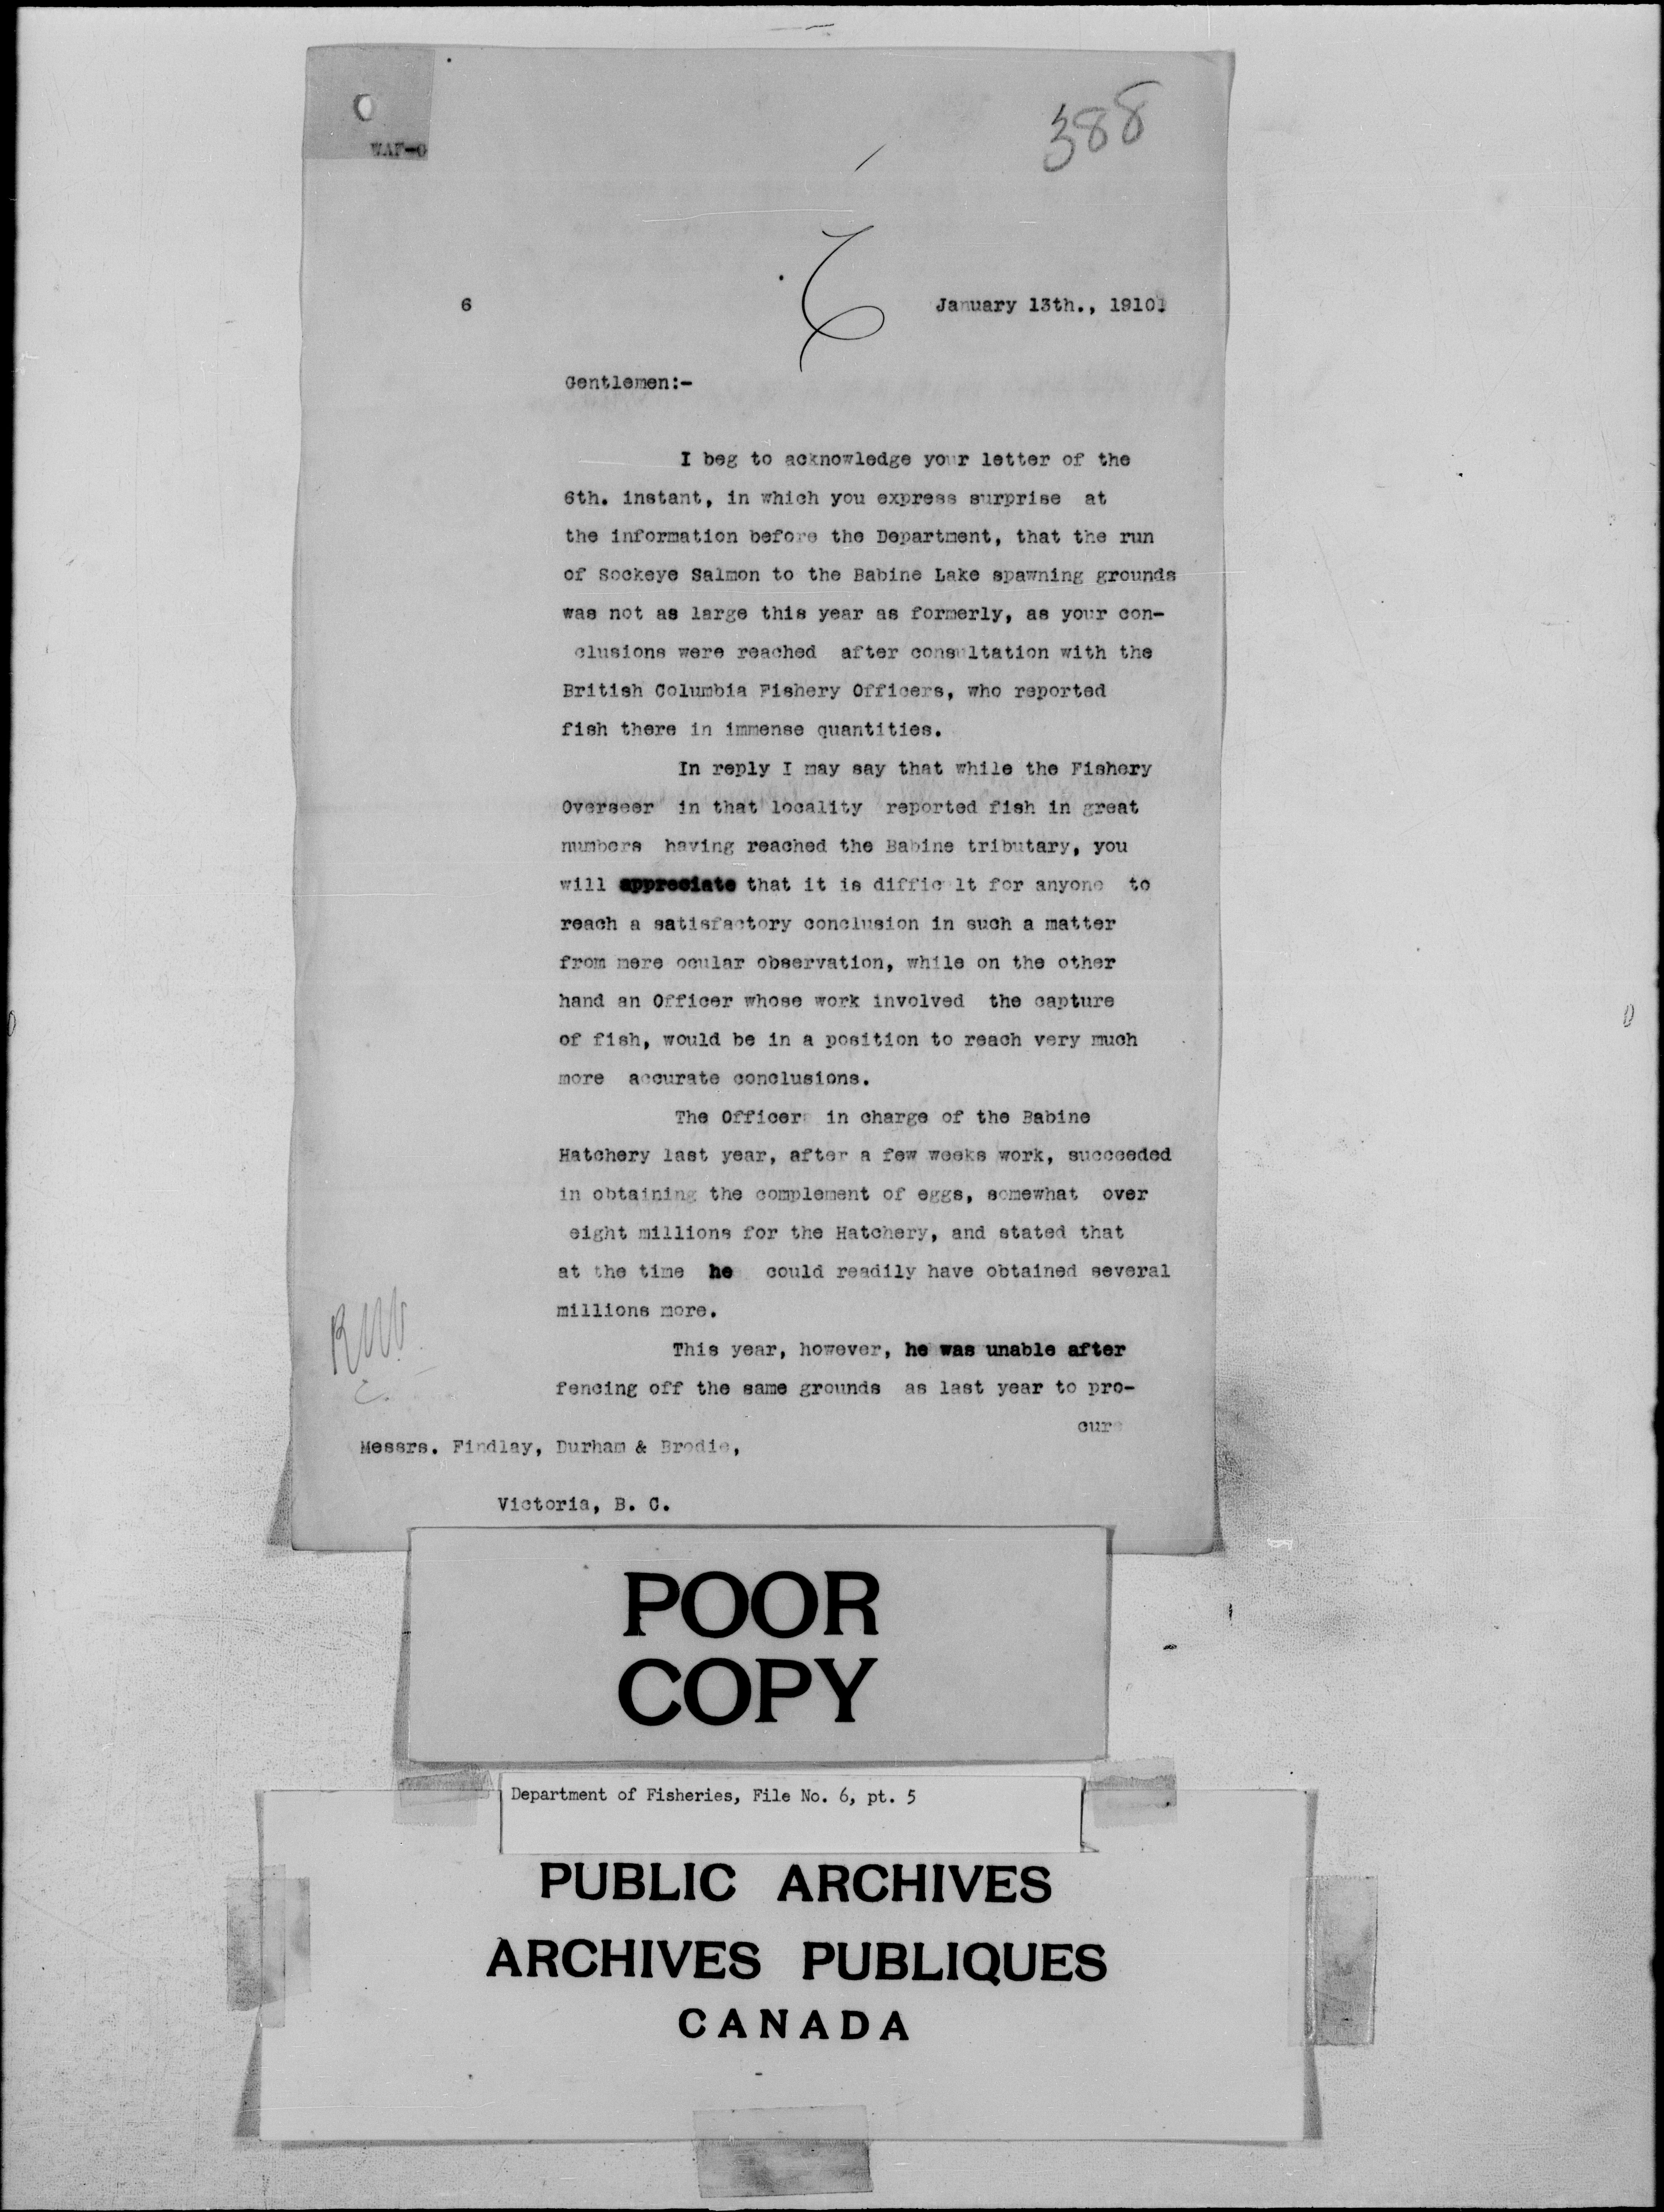 388
WAF-O
6
6
January 13th., 1910.
Gentlemen:-
I beg to acknowledge your letter of the
6th. instant, in which you express surprise at
the information before the Department, that the run
of Sockeye Salmon to the Babine Lake spawning grounds
was not as large this year as formerly, as your con-
clusions were reached after consultation with the
British Columbia Fishery Officers, who reported
fish there in immense quantities.
In reply I may say that while the Fishery
Overseer in that locality reported fish in great
numbers having reached the Babine tributary, you
will appreciate that it is difficult for anyone to
reach a satisfactory conclusion in such a matter
from mere ocular observation, while on the other
hand an Officer whose work involved the capture
of fish, would be in a position to reach very much
more accurate conclusions.
The Officer in charge of the Babine
Hatchery last year, after a few weeks work, succeeded
in obtaining the complement of eggs, somewhat over
eight millions for the Hatchery, and stated that
at the time he could readily have obtained several
millions more.
This year, however, he was unable after
fencing off the same grounds as last year to pro-
cure
Messrs. Findlay, Durham & Brodie,
Victoria, B. C.
POOR
COPY
Department of Fisheries, File No. 6, pt. 5
PUBLIC ARCHIVES
ARCHIVES PUBLIQUES
CANADA